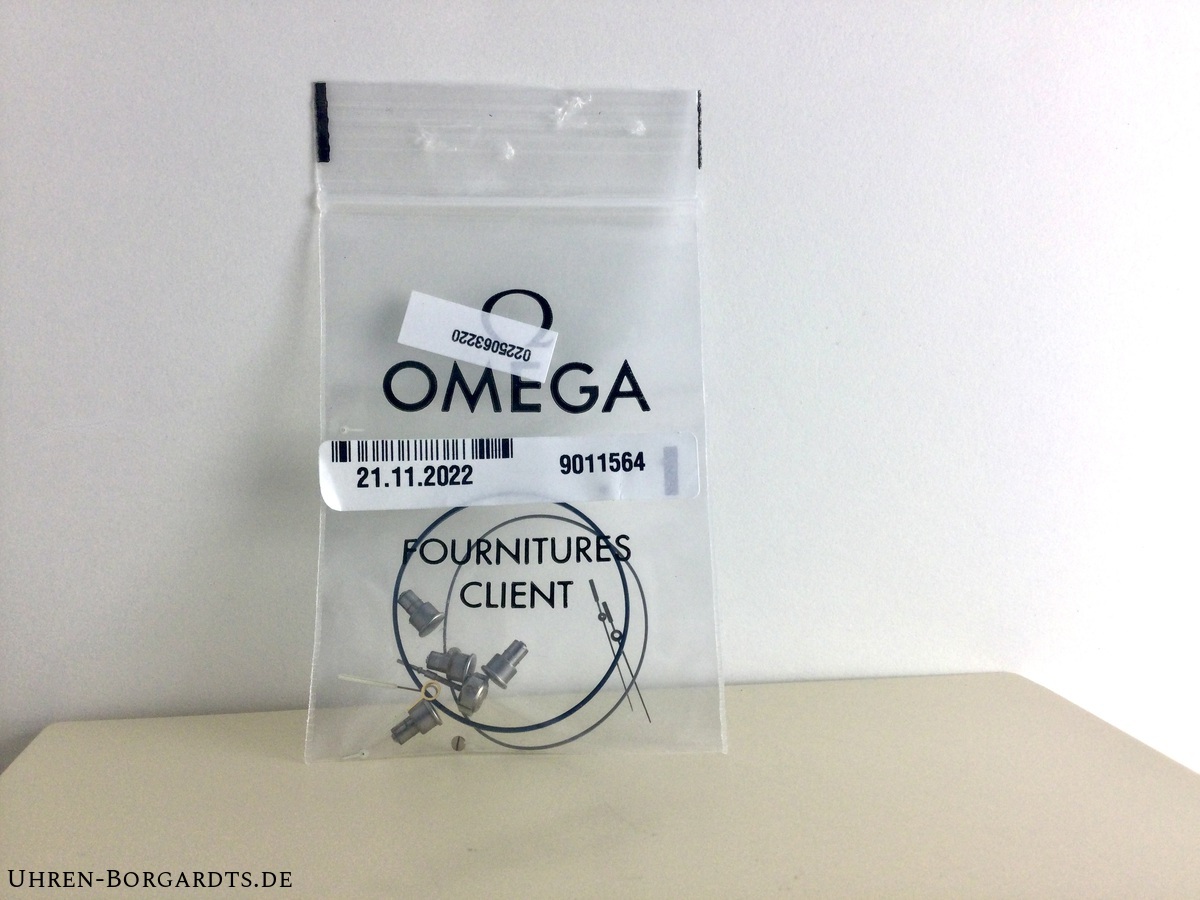 Ω
0225063220
OMEGA
21.11.2022 9011564
FOURNITURES
CLIENT
UHREN-BORGARDTS.DE